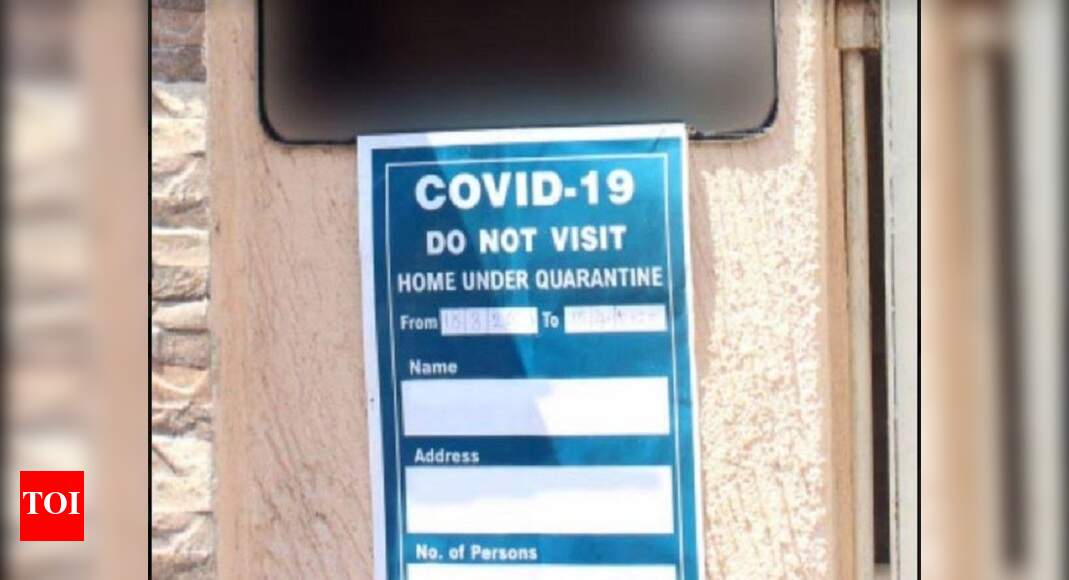 COVID-19
DO NOT VISIT
HOME UNDER QUARANTINE
From To
Name
Address
No. of Persons
TOI